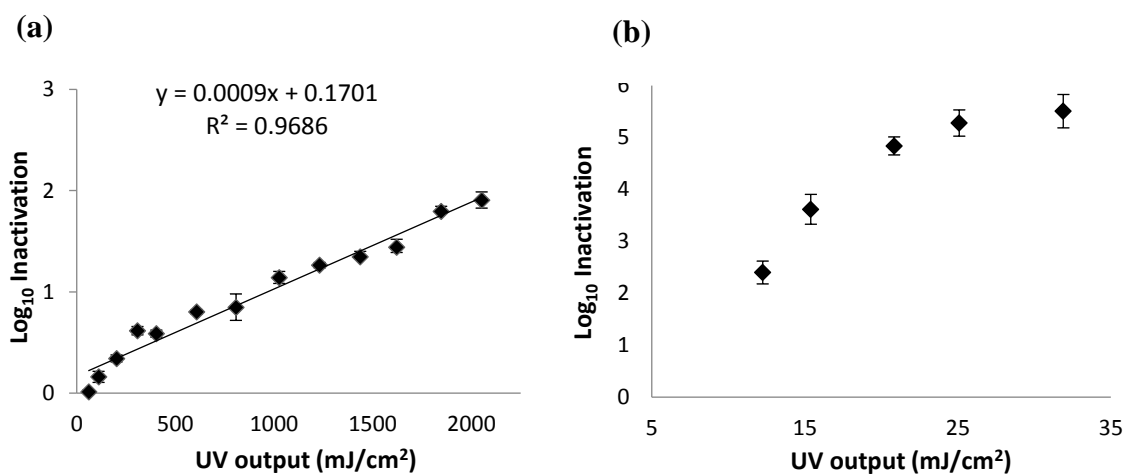 (a)
y = 0.0009x + 0.1701
R² = 0.9686
3
2
1
0
Log₁₀ Inactivation
0 500 1000 1500 2000
UV output (mJ/cm²)
(b)
6
5
4
3
2
1
0
Log₁₀ Inactivation
5 15 25 35
UV output (mJ/cm²)